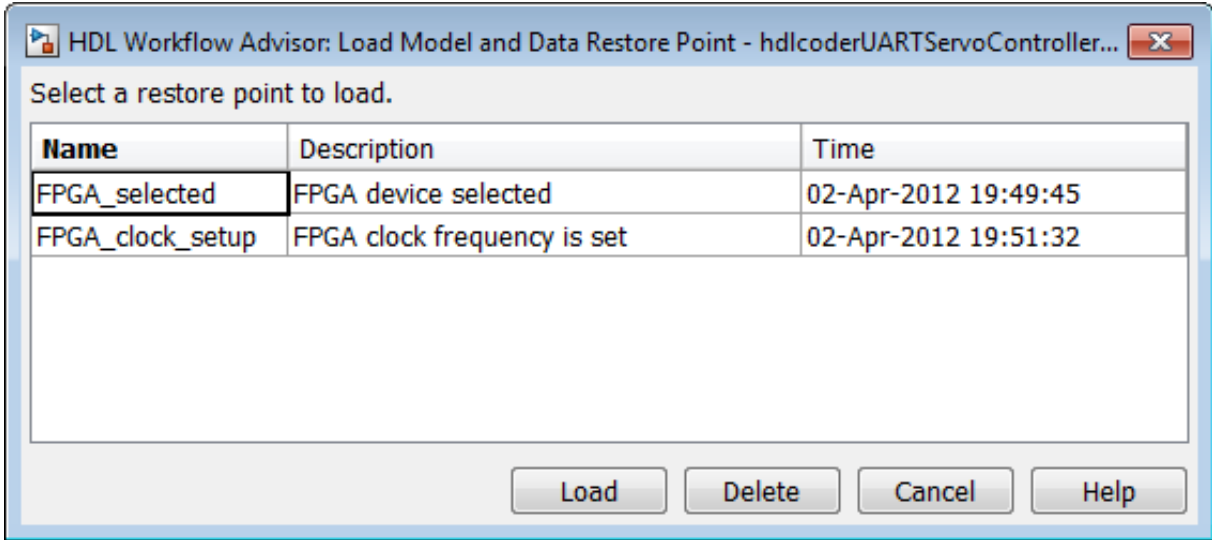 HDL Workflow Advisor: Load Model and Data Restore Point - hdlcoderUARTServoController...
Select a restore point to load.
Name Description Time
FPGA_selected FPGA device selected 02-Apr-2012 19:49:45
FPGA_clock_setup FPGA clock frequency is set 02-Apr-2012 19:51:32
Load Delete Cancel Help